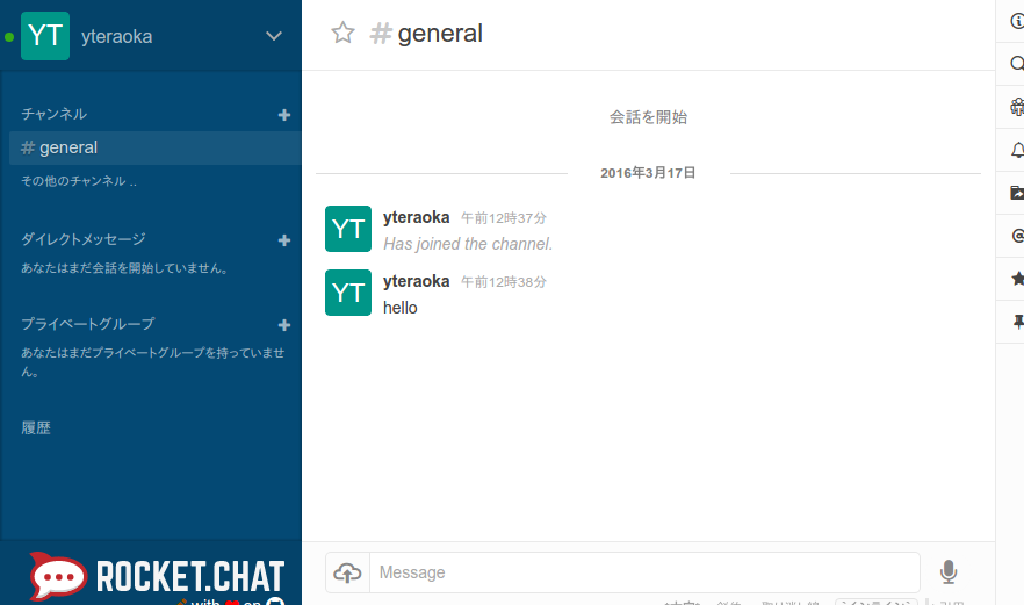 YT yteraoka
チャンネル
# general
その他のチャンネル ..
ダイレクトメッセージ
あなたはまだ会話を開始していません。
プライベートグループ
あなたはまだプライベートグループを持っていませ
ん。
履歴
ROCKET.CHAT
with on
# general
会話を開始
2016年3月17日
YT yteraoka 午前12時37分
Has joined the channel.
YT yteraoka 午前12時38分
hello
Message